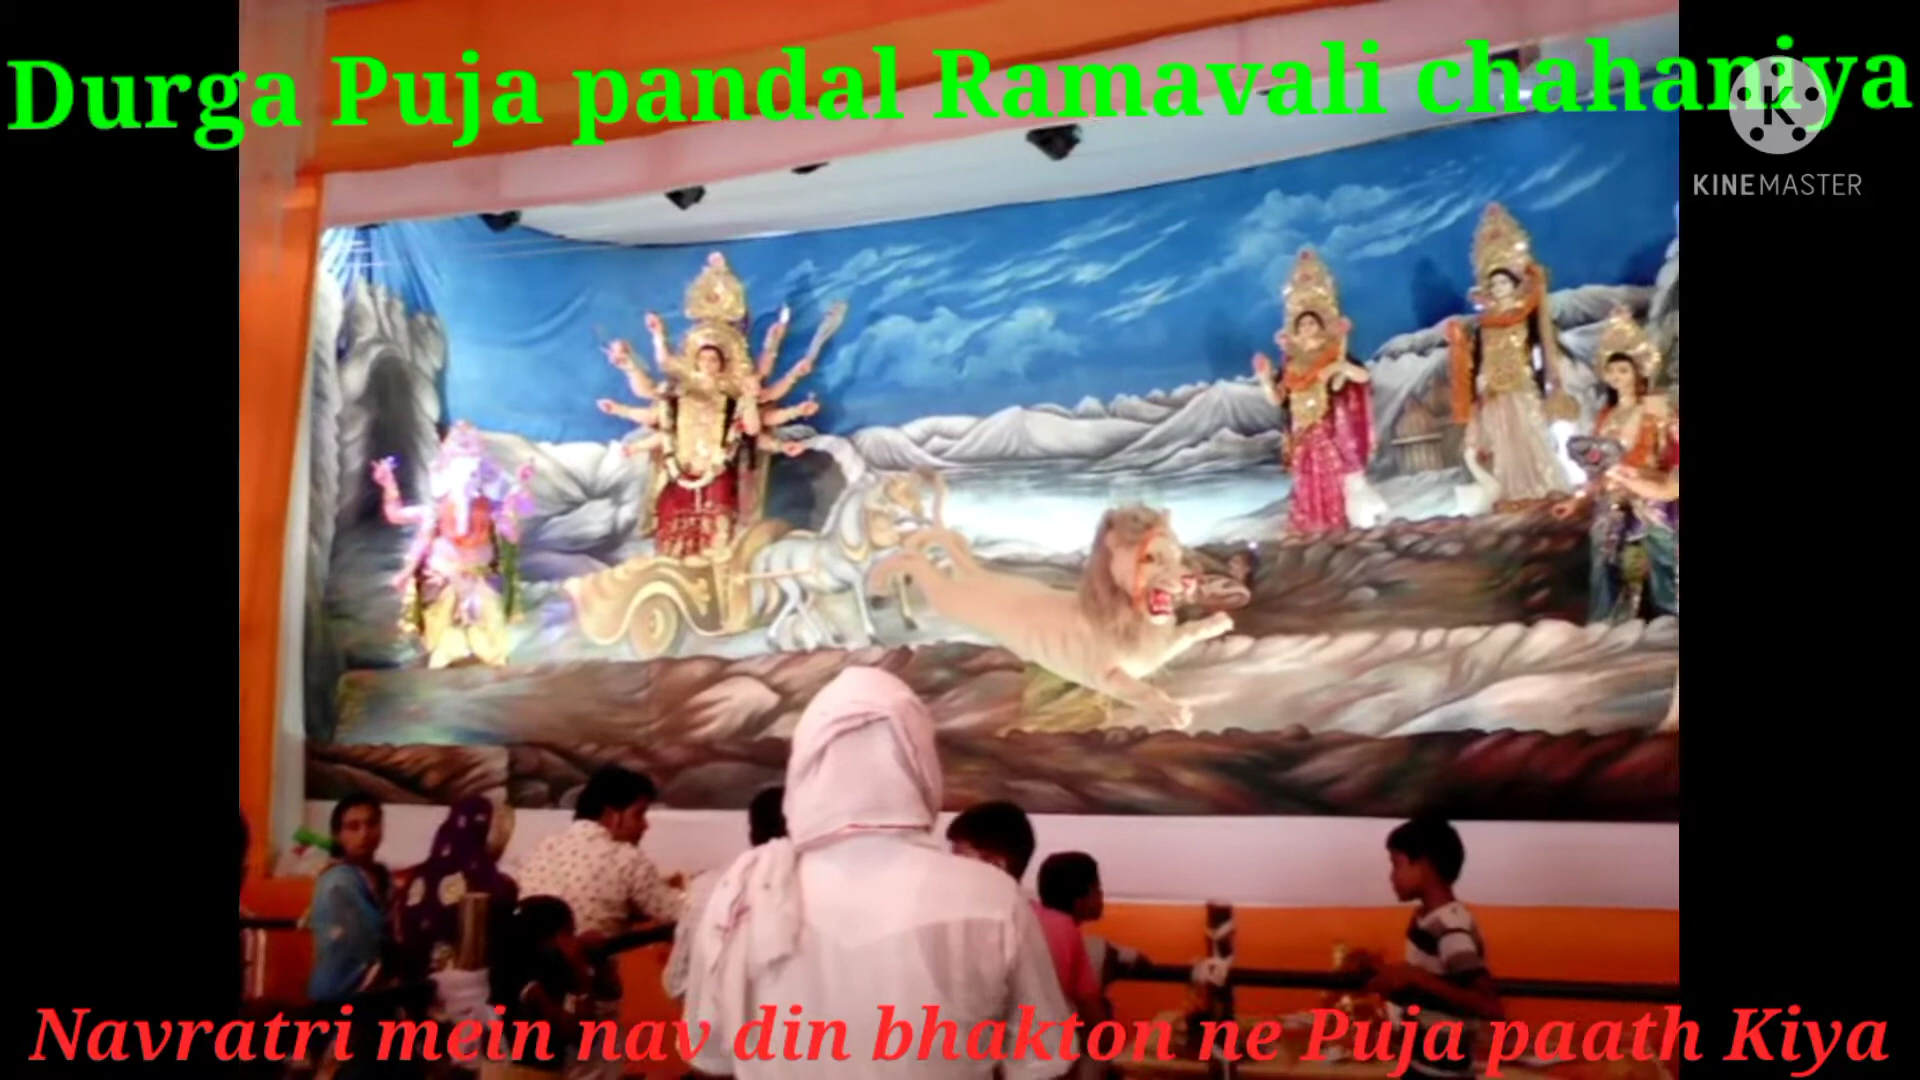 Durga Puja pandal Ramavali chahaniya
KINEMASTER
Navratri mein nav din bhakton ne Puja paath Kiya